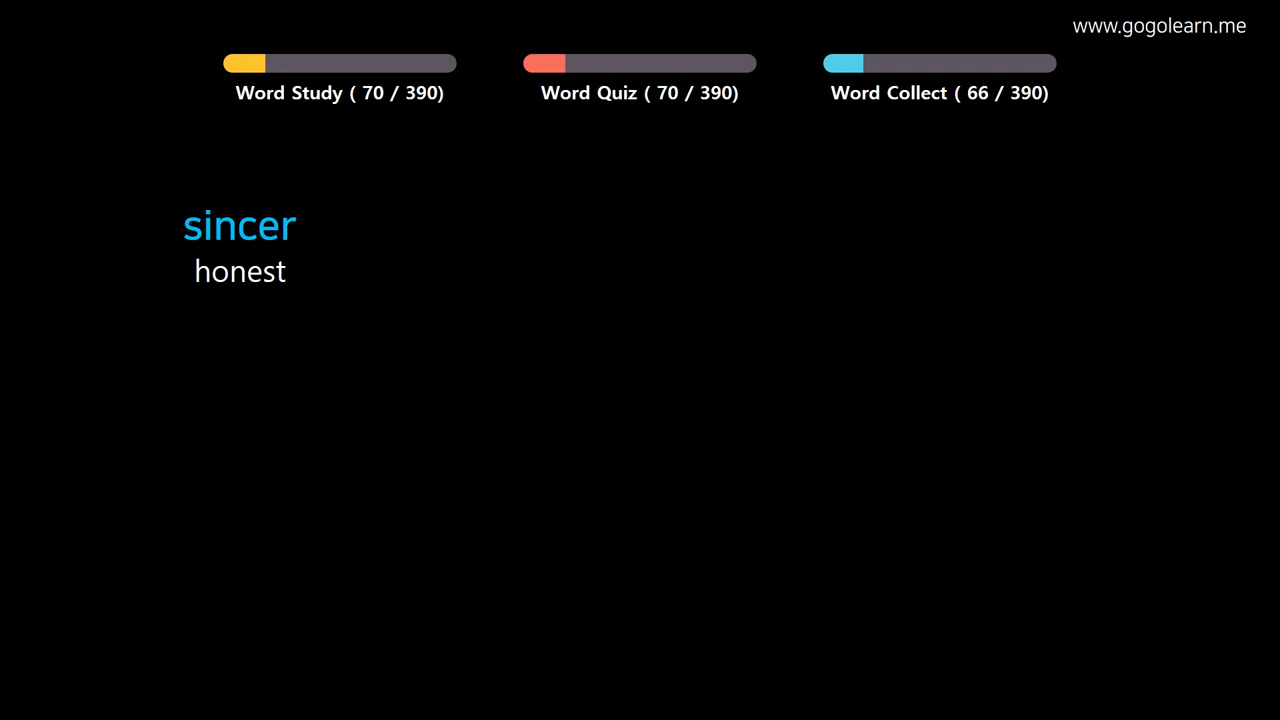 www.gogolearn.me
Word Study ( 70 / 390)
Word Quiz ( 70 / 390)
Word Collect ( 66 / 390)
sincer
honest